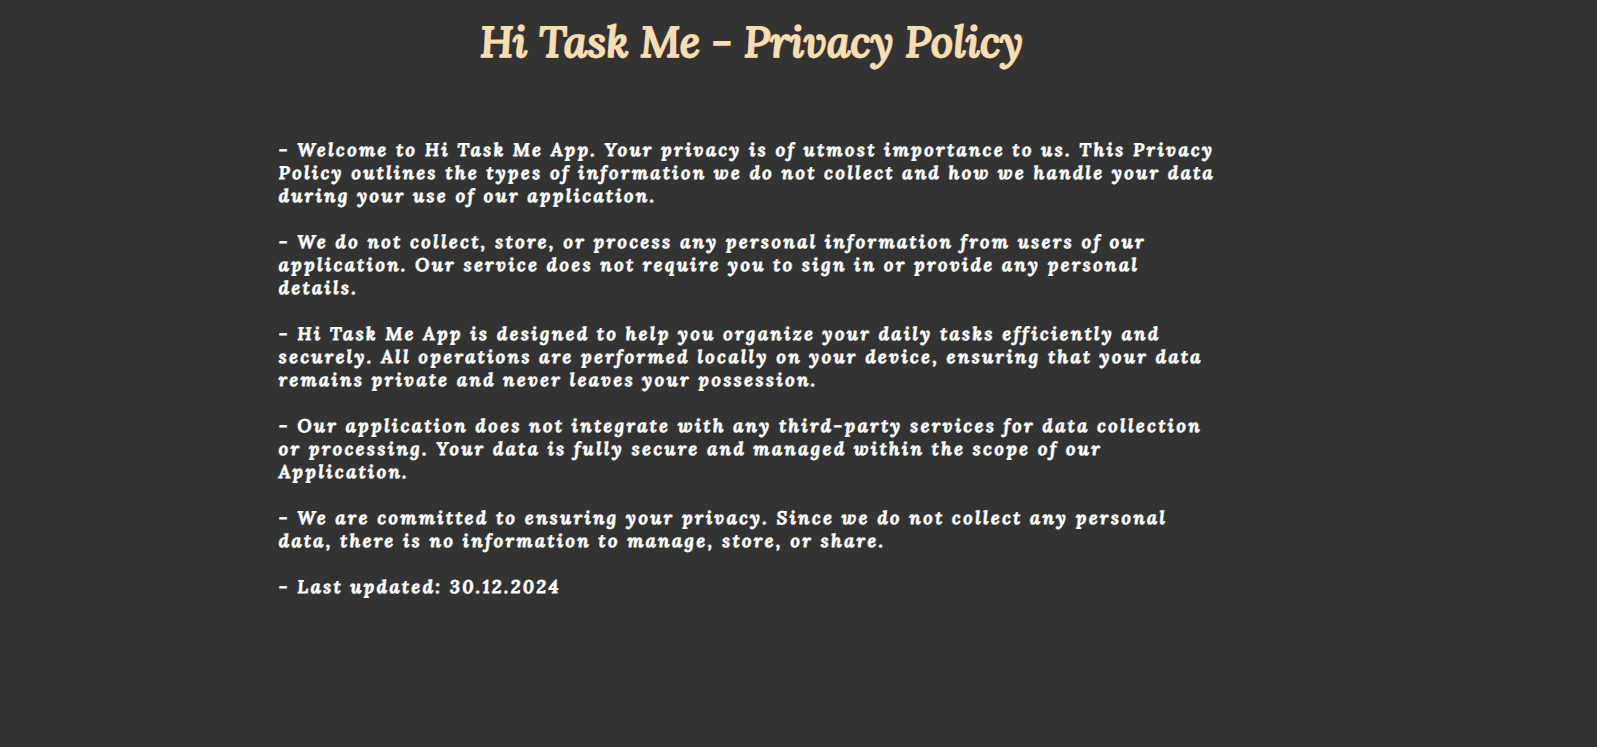 Hi Task Me - Privacy Policy
- Welcome to Hi Task Me App. Your privacy is of utmost importance to us. This Privacy
Policy outlines the types of information we do not collect and how we handle your data
during your use of our application.
- We do not collect, store, or process any personal information from users of our
application. Our service does not require you to sign in or provide any personal
details.
- Hi Task Me App is designed to help you organize your daily tasks efficiently and
securely. All operations are performed locally on your device, ensuring that your data
remains private and never leaves your possession.
- Our application does not integrate with any third-party services for data collection
or processing. Your data is fully secure and managed within the scope of our
Application.
- We are committed to ensuring your privacy. Since we do not collect any personal
data, there is no information to manage, store, or share.
- Last updated: 30.12.2024